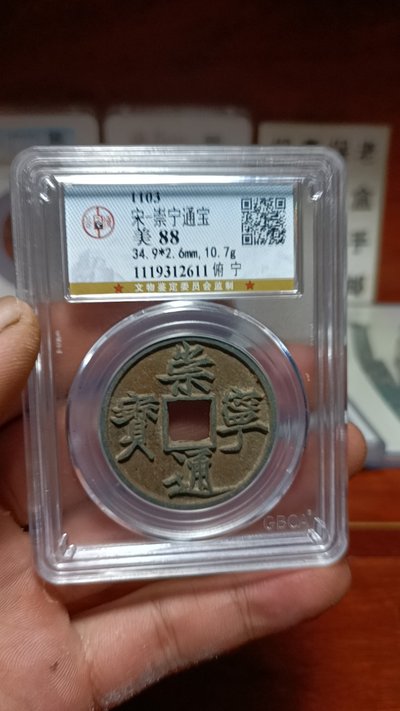 1103
宋-崇宁通宝
美 88
34.9*2.6mm,10.7g
1119312611 俯宁
★ 文物鉴定委员会监制 ★
崇
寶 寧
通
GBCA